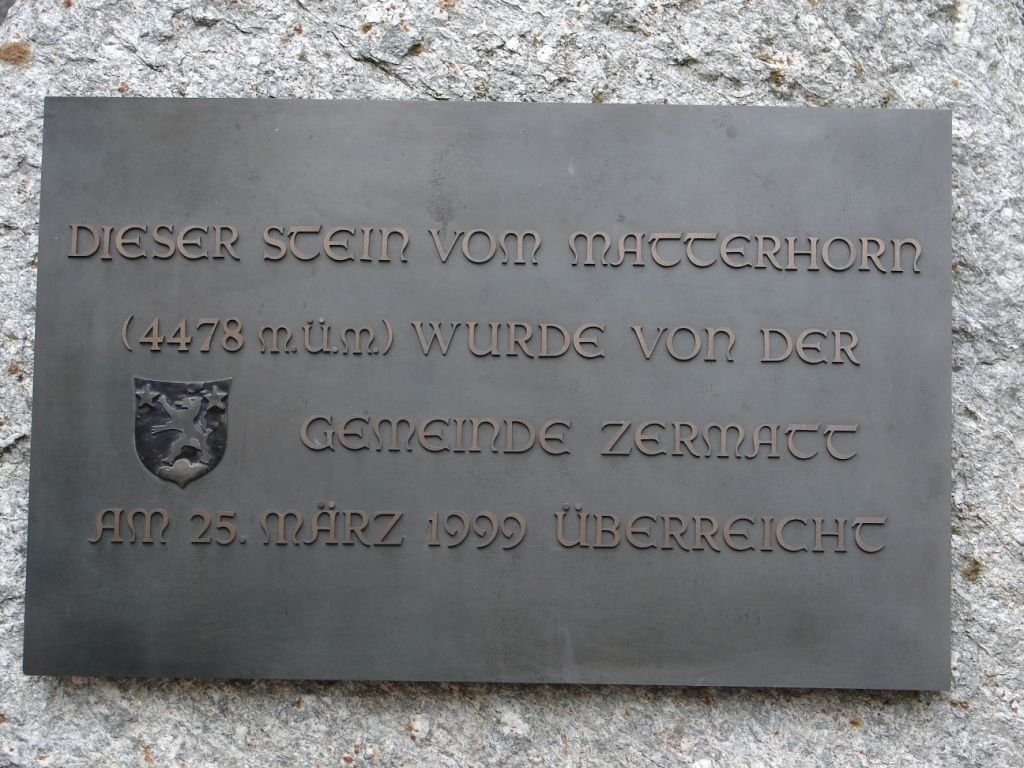 DIESER STEIN VOM MATTERHORN
(4478 m.ü.m.) WURDE VON DER
GEMEINDE ZERMATT
AM 25. MÄRZ 1999 ÜBERREICHT